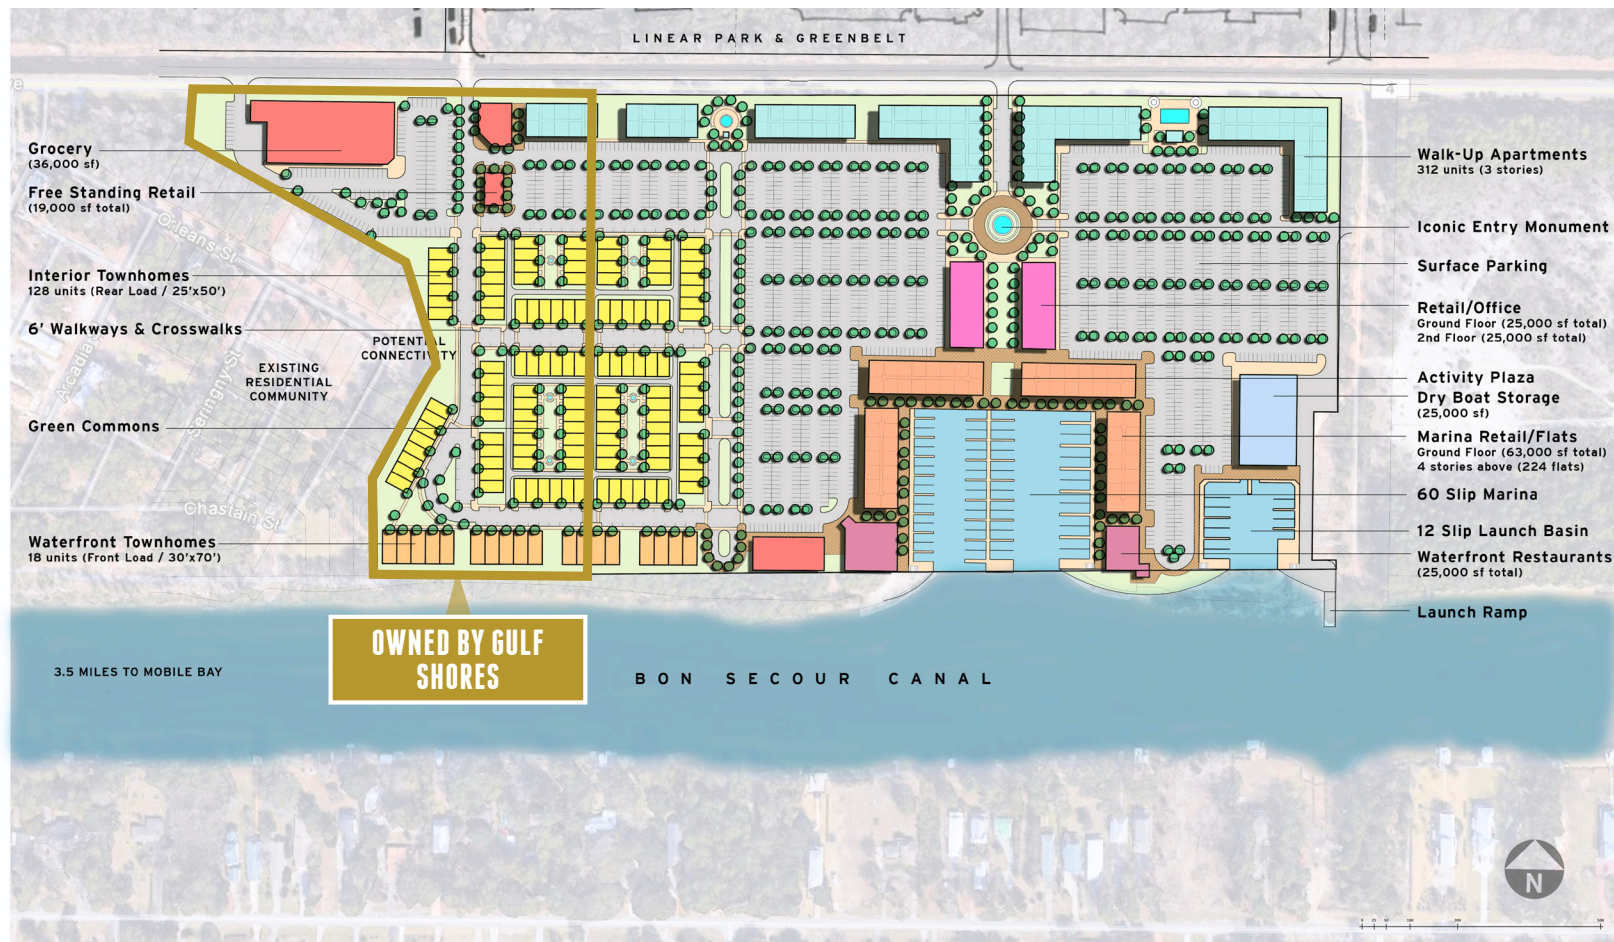 LINEAR PARK & GREENBELT
4
Grocery
(36,000 sf)
Free Standing Retail
(19,000 sf total)
Orleans St
Interior Townhomes
128 units (Rear Load / 25'x50')
6' Walkways & Crosswalks
POTENTIAL
CONNECTIVITY
EXISTING
RESIDENTIAL
COMMUNITY
Arcadia
Seringny St
Green Commons
Chastain St
Waterfront Townhomes
18 units (Front Load / 30'x70')
Walk-Up Apartments
312 units (3 stories)
Iconic Entry Monument
Surface Parking
Retail/Office
Ground Floor (25,000 sf total)
2nd Floor (25,000 sf total)
Activity Plaza
Dry Boat Storage
(25,000 sf)
Marina Retail/Flats
Ground Floor (63,000 sf total)
4 stories above (224 flats)
60 Slip Marina
12 Slip Launch Basin
Waterfront Restaurants
(25,000 sf total)
Launch Ramp
OWNED BY GULF
SHORES
3.5 MILES TO MOBILE BAY
BON SECOUR CANAL
N